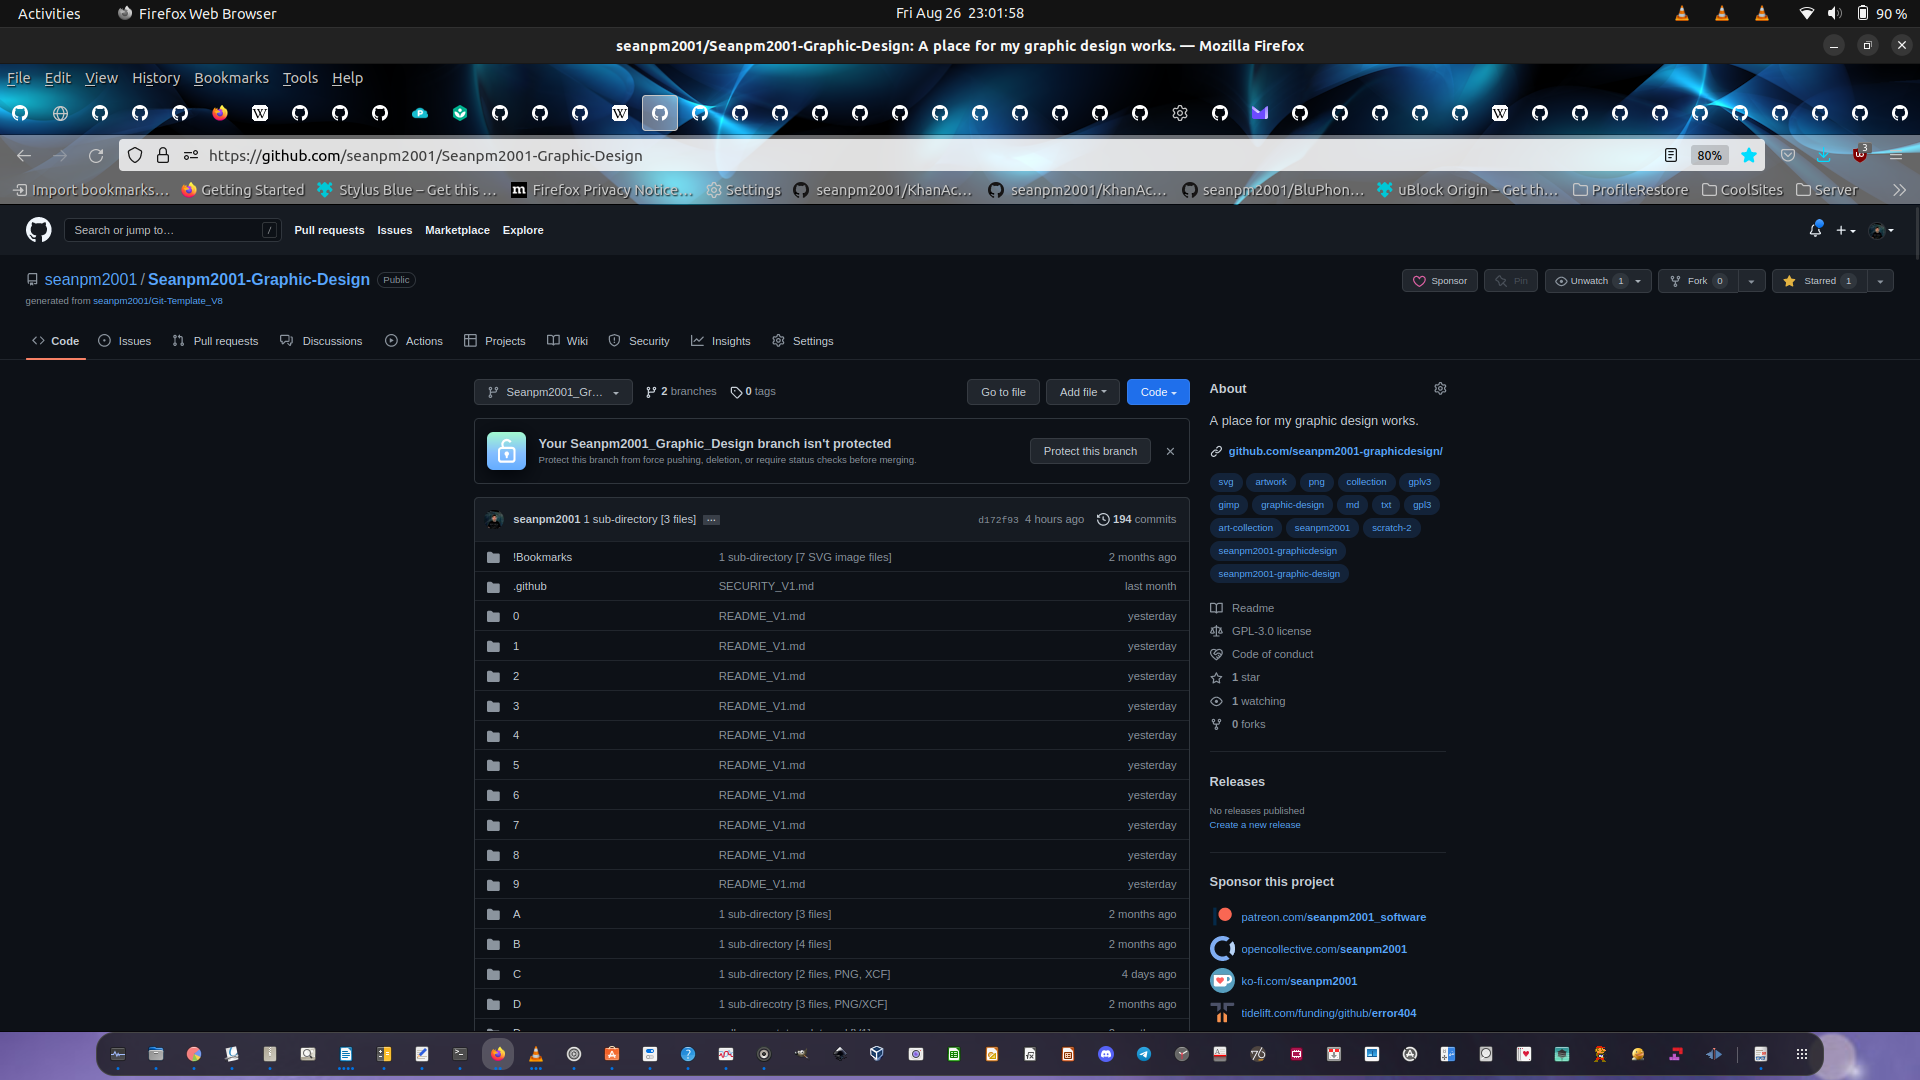 Activities
Firefox Web Browser
Fri Aug 26 23:01:58
90 %
seanpm2001/Seanpm2001-Graphic-Design: A place for my graphic design works. — Mozilla Firefox
File Edit View History Bookmarks Tools Help
https://github.com/seanpm2001/Seanpm2001-Graphic-Design
80%
3
Import bookmarks… Getting Started Stylus Blue – Get this … Firefox Privacy Notice… Settings seanpm2001/KhanAc… seanpm2001/KhanAc… seanpm2001/BluPhon… uBlock Origin – Get th… ProfileRestore CoolSites Server
Search or jump to… /
Pull requests Issues Marketplace Explore
seanpm2001 / Seanpm2001-Graphic-Design Public
generated from seanpm2001/Git-Template_V8
Sponsor Pin Unwatch 1 Fork 0 Starred 1
Code Issues Pull requests Discussions Actions Projects Wiki Security Insights Settings
Seanpm2001_Gr… 2 branches 0 tags
Go to file Add file Code
Your Seanpm2001_Graphic_Design branch isn't protected
Protect this branch from force pushing, deletion, or require status checks before merging.
Protect this branch
seanpm2001 1 sub-directory [3 files] … d172f93 4 hours ago 194 commits
!Bookmarks 1 sub-directory [7 SVG image files] 2 months ago
.github SECURITY_V1.md last month
0 README_V1.md yesterday
1 README_V1.md yesterday
2 README_V1.md yesterday
3 README_V1.md yesterday
4 README_V1.md yesterday
5 README_V1.md yesterday
6 README_V1.md yesterday
7 README_V1.md yesterday
8 README_V1.md yesterday
9 README_V1.md yesterday
A 1 sub-directory [3 files] 2 months ago
B 1 sub-directory [4 files] 2 months ago
C 1 sub-directory [2 files, PNG, XCF] 4 days ago
D 1 sub-direcotry [3 files, PNG/XCF] 2 months ago
About
A place for my graphic design works.
github.com/seanpm2001-graphicdesign/
svg artwork png collection gplv3
gimp graphic-design md txt gpl3
art-collection seanpm2001 scratch-2
seanpm2001-graphicdesign
seanpm2001-graphic-design
Readme
GPL-3.0 license
Code of conduct
1 star
1 watching
0 forks
Releases
No releases published
Create a new release
Sponsor this project
patreon.com/seanpm2001_software
opencollective.com/seanpm2001
ko-fi.com/seanpm2001
tidelift.com/funding/github/error404